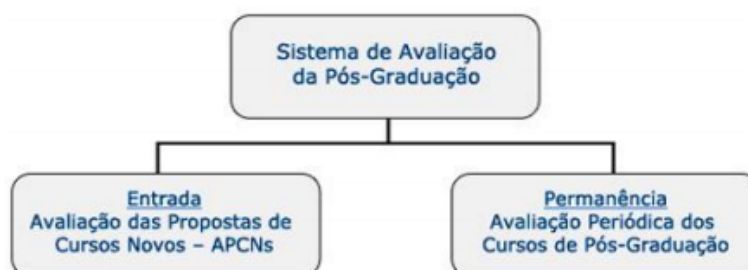 Sistema de Avaliação
da Pós-Graduação
Entrada
Avaliação das Propostas de
Cursos Novos – APCNs
Permanência
Avaliação Periódica dos
Cursos de Pós-Graduação